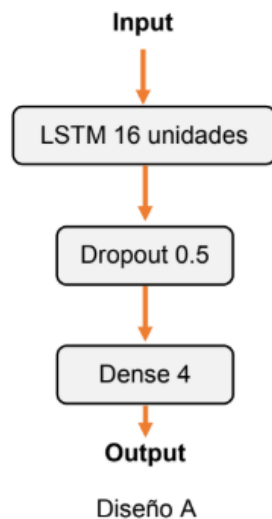 Input
LSTM 16 unidades
Dropout 0.5
Dense 4
Output
Diseño A